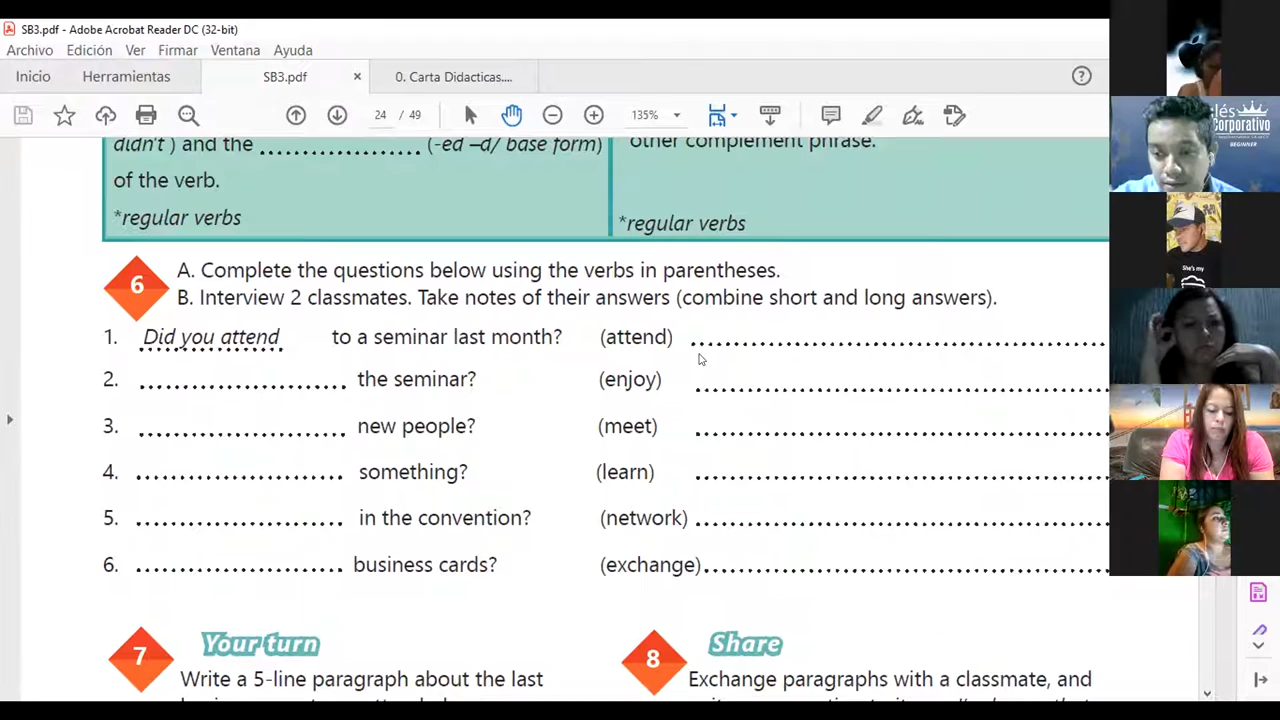 SB3.pdf - Adobe Acrobat Reader DC (32-bit)
Archivo Edición Ver Firmar Ventana Ayuda
Inicio Herramientas SB3.pdf × 0. Carta Didacticas.... ?
24 / 49 135%
didn't ) and the .................... (-ed –d/ base form)
of the verb.
*regular verbs
other complement phrase.
*regular verbs
6
A. Complete the questions below using the verbs in parentheses.
B. Interview 2 classmates. Take notes of their answers (combine short and long answers).
1. Did you attend to a seminar last month? (attend) ....................
2. .................... the seminar? (enjoy) ....................
3. .................... new people? (meet) ....................
4. .................... something? (learn) ....................
5. .................... in the convention? (network) ....................
6. .................... business cards? (exchange)....................
7 Your turn
Write a 5-line paragraph about the last
8 Share
Exchange paragraphs with a classmate, and
lés
Corporativo
BEGINNER
She's my